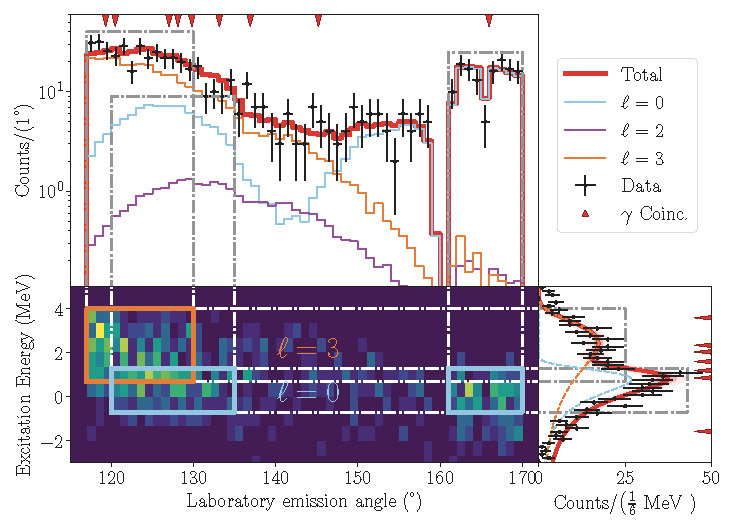 10¹
10⁰
Counts/(1°)
Total
ℓ = 0
ℓ = 2
ℓ = 3
Data
γ Coinc.
Excitation Energy (MeV)
4
2
0
−2
ℓ = 3
ℓ = 0
120
130
140
150
160
170
0
25
50
Laboratory emission angle (°)
Counts/(1/6 MeV )